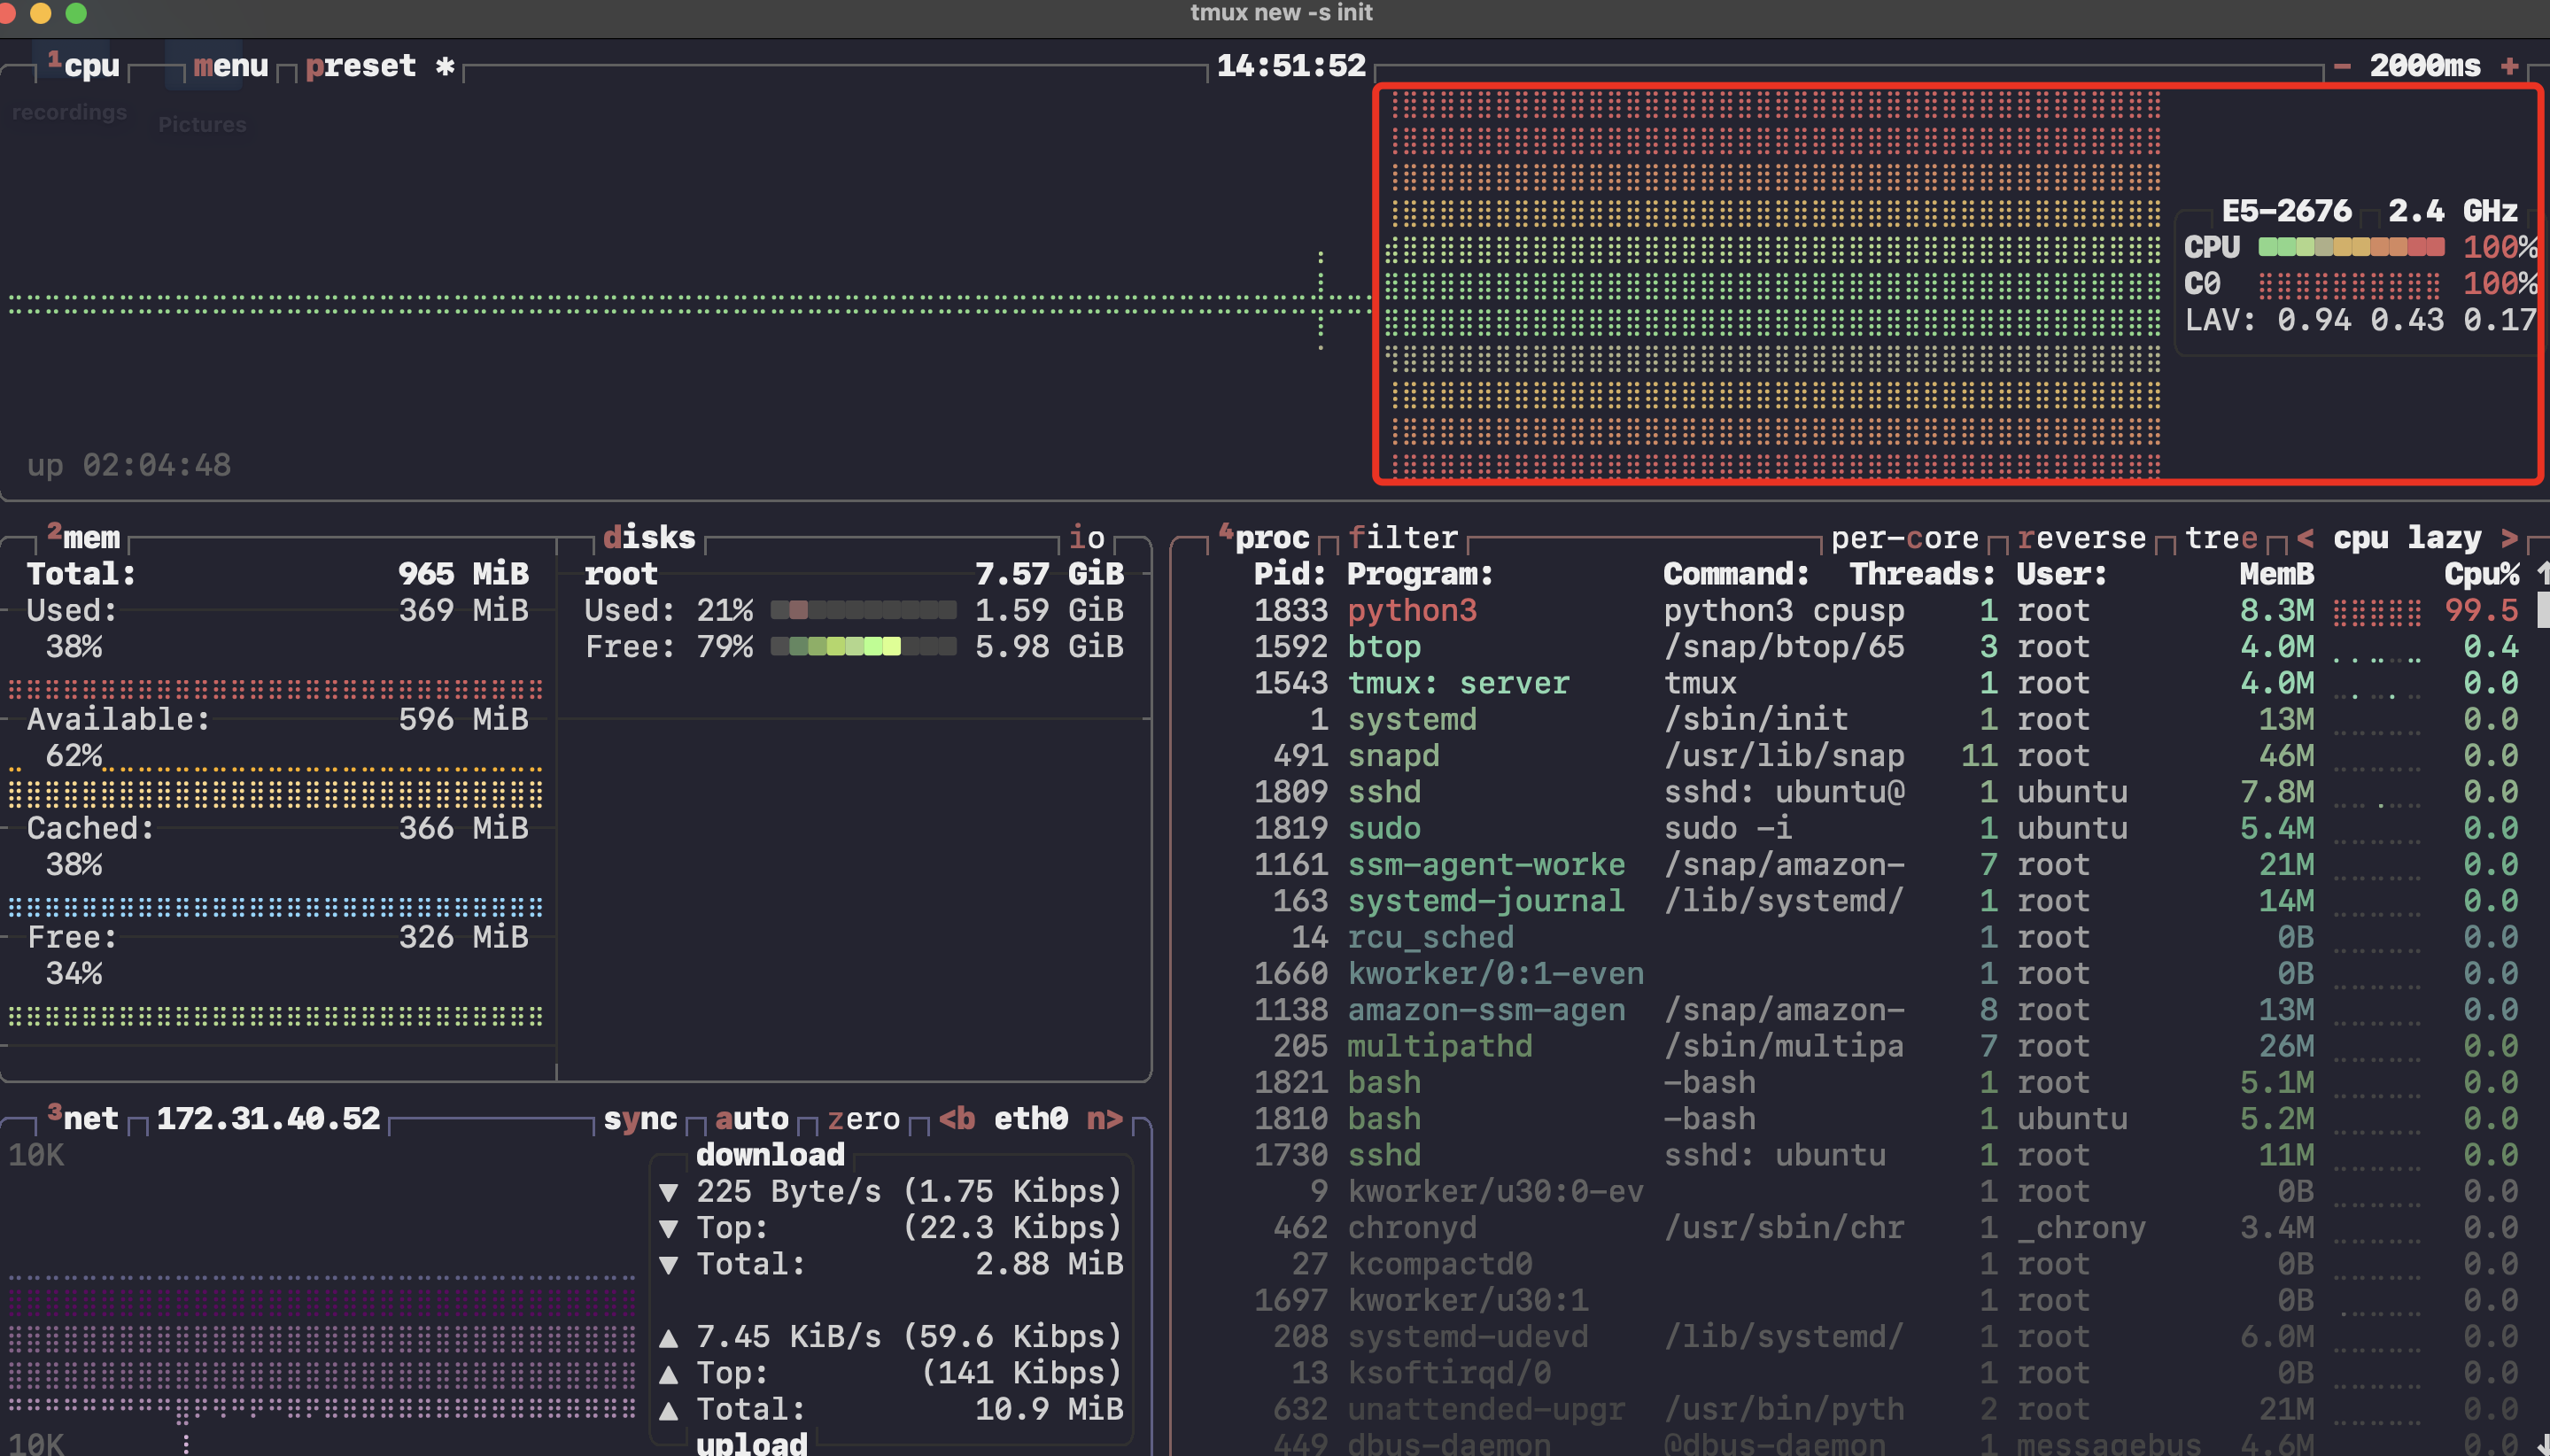 tmux new -s init
¹cpu menu preset * 14:51:52 - 2000ms +
recordings
Pictures
E5-2676 2.4 GHz
CPU 100%
C0 100%
LAV: 0.94 0.43 0.17
up 02:04:48
²mem
Total: 965 MiB
Used: 369 MiB
38%
Available: 596 MiB
62%
Cached: 366 MiB
38%
Free: 326 MiB
34%
disks io
root 7.57 GiB
Used: 21% 1.59 GiB
Free: 79% 5.98 GiB
³net 172.31.40.52 sync auto zero <b eth0 n>
10K
download
▼ 225 Byte/s (1.75 Kibps)
▼ Top: (22.3 Kibps)
▼ Total: 2.88 MiB
▲ 7.45 KiB/s (59.6 Kibps)
▲ Top: (141 Kibps)
▲ Total: 10.9 MiB
10K
upload
⁴proc filter per-core reverse tree < cpu lazy >
Pid: Program: Command: Threads: User: MemB Cpu% ↑
1833 python3 python3 cpusp 1 root 8.3M 99.5
1592 btop /snap/btop/65 3 root 4.0M 0.4
1543 tmux: server tmux 1 root 4.0M 0.0
1 systemd /sbin/init 1 root 13M 0.0
491 snapd /usr/lib/snap 11 root 46M 0.0
1809 sshd sshd: ubuntu@ 1 ubuntu 7.8M 0.0
1819 sudo sudo -i 1 ubuntu 5.4M 0.0
1161 ssm-agent-worke /snap/amazon- 7 root 21M 0.0
163 systemd-journal /lib/systemd/ 1 root 14M 0.0
14 rcu_sched 1 root 0B 0.0
1660 kworker/0:1-even 1 root 0B 0.0
1138 amazon-ssm-agen /snap/amazon- 8 root 13M 0.0
205 multipathd /sbin/multipa 7 root 26M 0.0
1821 bash -bash 1 root 5.1M 0.0
1810 bash -bash 1 ubuntu 5.2M 0.0
1730 sshd sshd: ubuntu 1 root 11M 0.0
9 kworker/u30:0-ev 1 root 0B 0.0
462 chronyd /usr/sbin/chr 1 _chrony 3.4M 0.0
27 kcompactd0 1 root 0B 0.0
1697 kworker/u30:1 1 root 0B 0.0
208 systemd-udevd /lib/systemd/ 1 root 6.0M 0.0
13 ksoftirqd/0 1 root 0B 0.0
632 unattended-upgr /usr/bin/pyth 2 root 21M 0.0
449 dbus-daemon @dbus-daemon 1 messagebus 4.6M 0.0 ↓